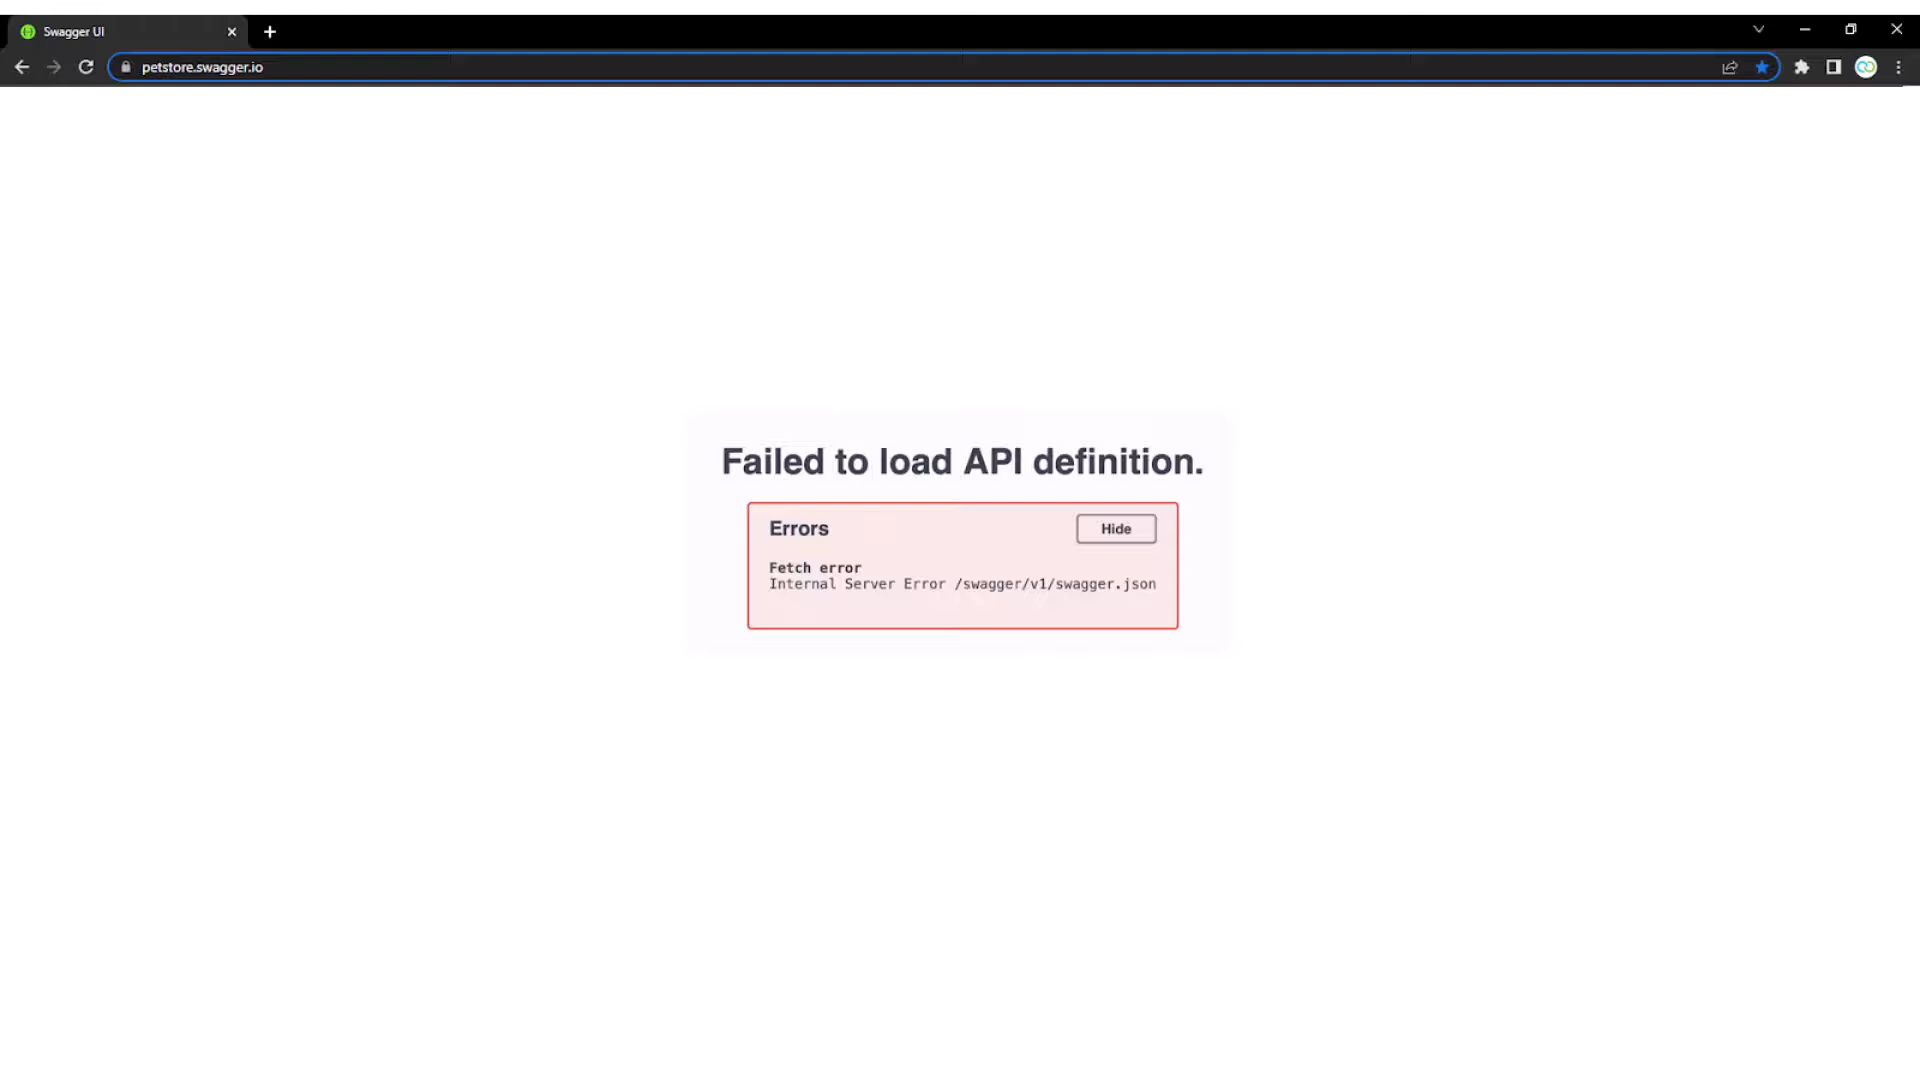 Swagger UI
petstore.swagger.io
Failed to load API definition.
Errors
Hide
Fetch error
Internal Server Error /swagger/v1/swagger.json